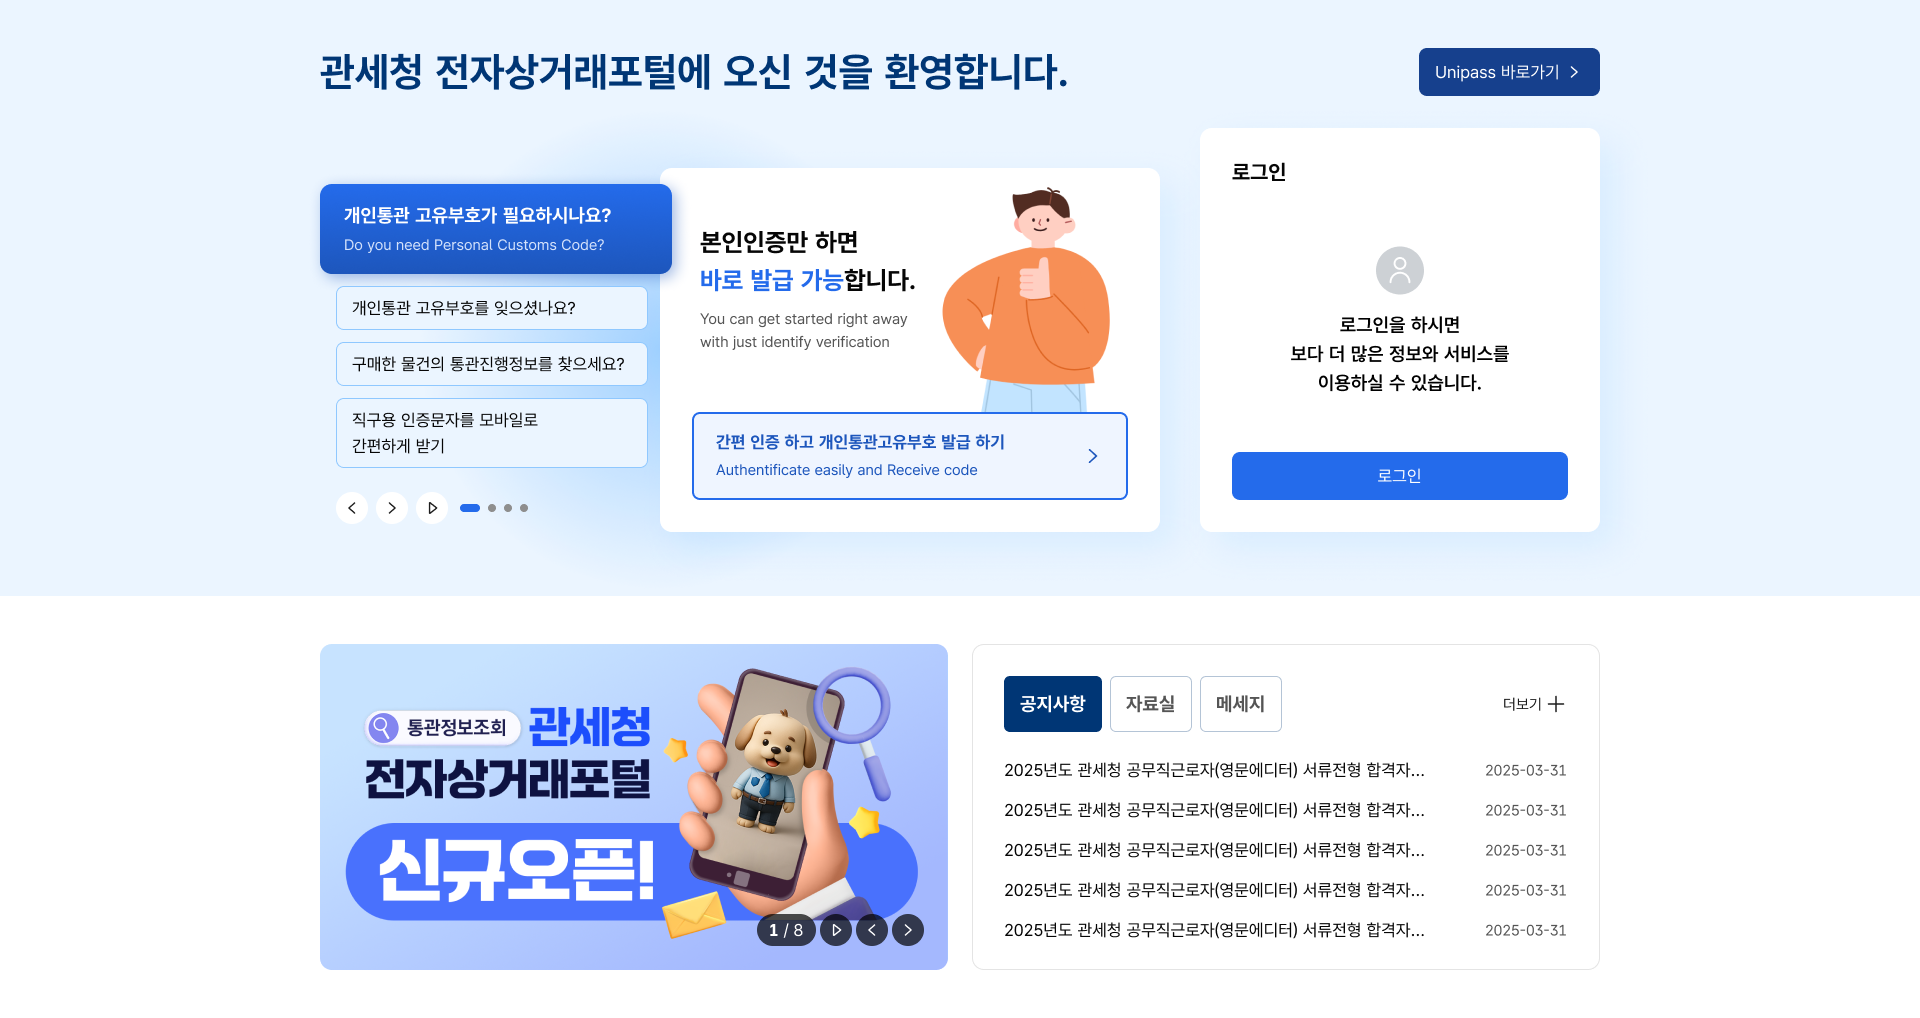 관세청 전자상거래포털에 오신 것을 환영합니다.
Unipass 바로가기
개인통관 고유부호가 필요하시나요?
Do you need Personal Customs Code?
개인통관 고유부호를 잊으셨나요?
구매한 물건의 통관진행정보를 찾으세요?
직구용 인증문자를 모바일로
간편하게 받기
본인인증만 하면
바로 발급 가능합니다.
You can get started right away
with just identify verification
간편 인증 하고 개인통관고유부호 발급 하기
Authentificate easily and Receive code
로그인
로그인을 하시면
보다 더 많은 정보와 서비스를
이용하실 수 있습니다.
로그인
통관정보조회 관세청
전자상거래포털
신규오픈!
1 / 8
공지사항 자료실 메세지 더보기
2025년도 관세청 공무직근로자(영문에디터) 서류전형 합격자... 2025-03-31
2025년도 관세청 공무직근로자(영문에디터) 서류전형 합격자... 2025-03-31
2025년도 관세청 공무직근로자(영문에디터) 서류전형 합격자... 2025-03-31
2025년도 관세청 공무직근로자(영문에디터) 서류전형 합격자... 2025-03-31
2025년도 관세청 공무직근로자(영문에디터) 서류전형 합격자... 2025-03-31